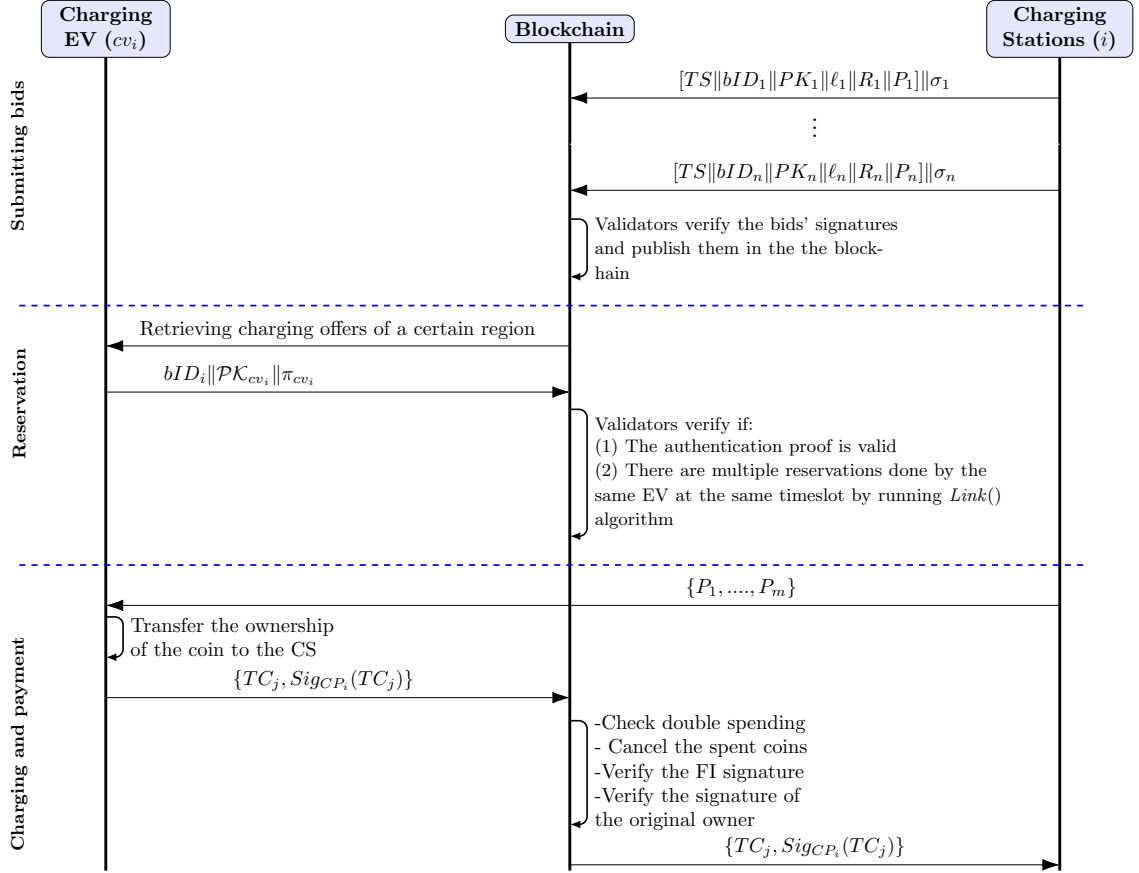 Charging
EV (cv_i)
Blockchain
Charging
Stations (i)
Submitting bids
[TS‖bID_1‖PK_1‖ℓ_1‖R_1‖P_1]‖σ_1
⋮
[TS‖bID_n‖PK_n‖ℓ_n‖R_n‖P_n]‖σ_n
Validators verify the bids' signatures
and publish them in the the block-
hain
Reservation
Retrieving charging offers of a certain region
bID_i‖𝒫𝒦_{cv_i}‖π_{cv_i}
Validators verify if:
(1) The authentication proof is valid
(2) There are multiple reservations done by the
same EV at the same timeslot by running Link()
algorithm
Charging and payment
{P_1, ...., P_m}
Transfer the ownership
of the coin to the CS
{TC_j, Sig_{CP_i}(TC_j)}
-Check double spending
- Cancel the spent coins
-Verify the FI signature
-Verify the signature of
the original owner
{TC_j, Sig_{CP_i}(TC_j)}